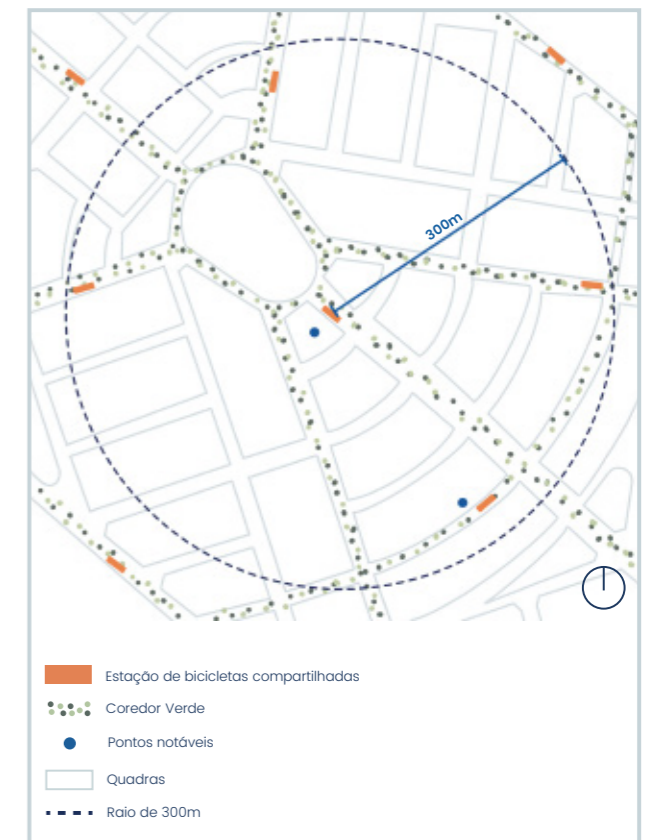 300m
Estação de bicicletas compartilhadas
Coredor Verde
Pontos notáveis
Quadras
Raio de 300m